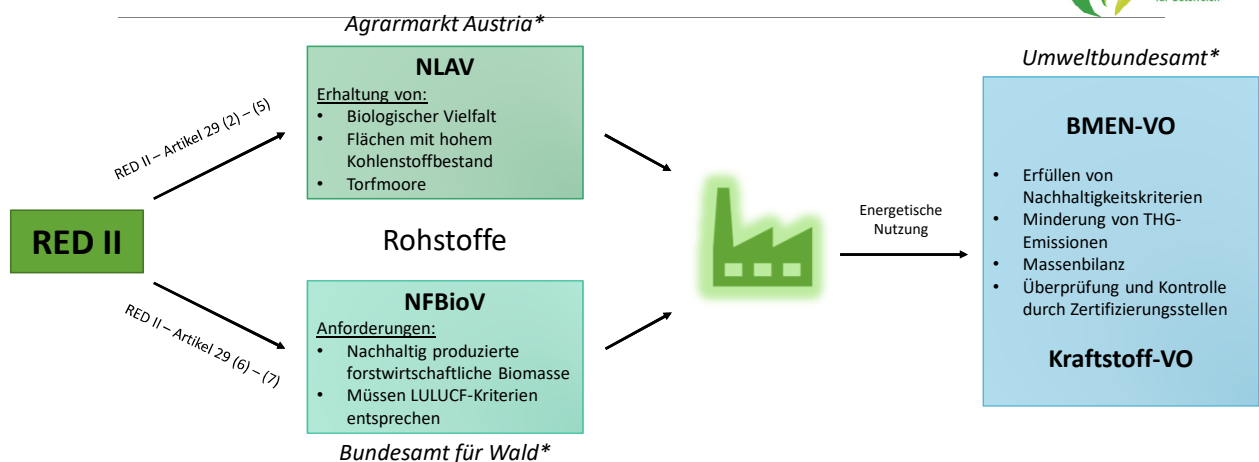 für Österreich
Agrarmarkt Austria*
NLAV
Erhaltung von:
• Biologischer Vielfalt
• Flächen mit hohem
Kohlenstoffbestand
• Torfmoore
RED II – Artikel 29 (2) – (5)
RED II
Rohstoffe
RED II – Artikel 29 (6) – (7)
NFBioV
Anforderungen:
• Nachhaltig produzierte
forstwirtschaftliche Biomasse
• Müssen LULUCF-Kriterien
entsprechen
Bundesamt für Wald*
Energetische
Nutzung
Umweltbundesamt*
BMEN-VO
• Erfüllen von
Nachhaltigkeitskriterien
• Minderung von THG-
Emissionen
• Massenbilanz
• Überprüfung und Kontrolle
durch Zertifizierungsstellen
Kraftstoff-VO